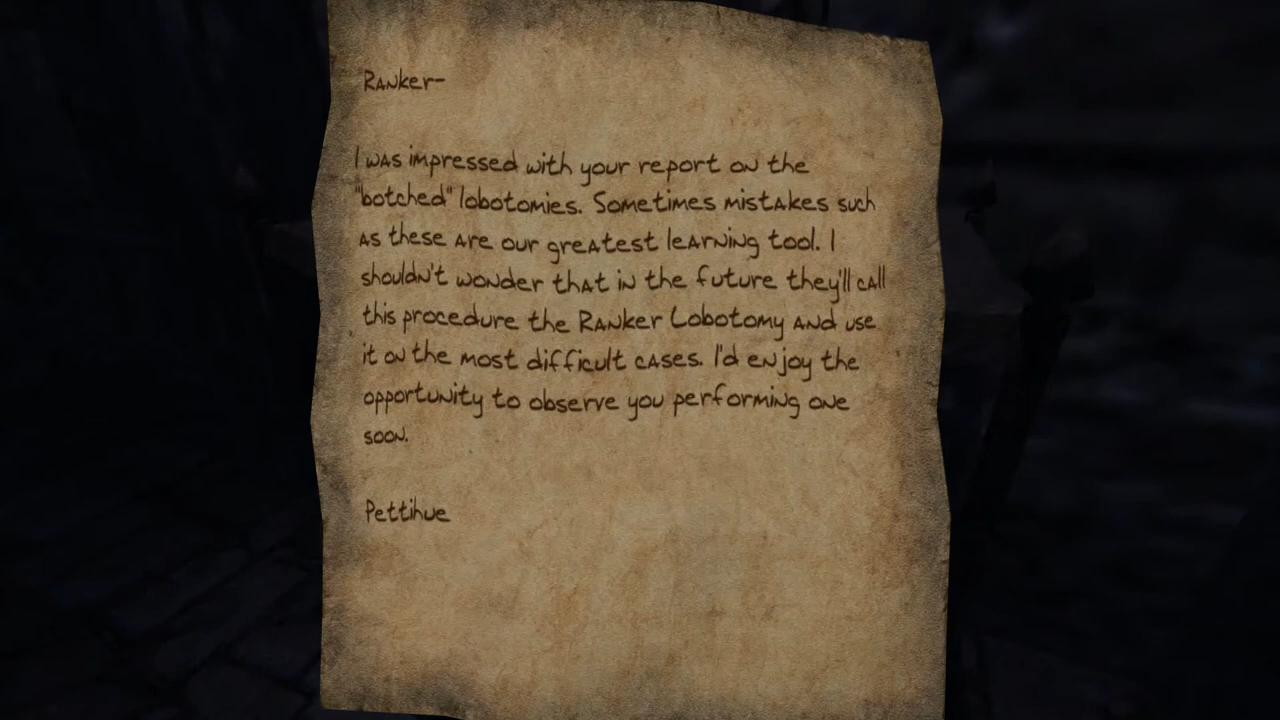 Ranker-
I was impressed with your report on the
"botched" lobotomies. Sometimes mistakes such
as these are our greatest learning tool. I
shouldn't wonder that in the future they'll call
this procedure the Ranker Lobotomy and use
it on the most difficult cases. I'd enjoy the
opportunity to observe you performing one
soon.
Pettihue